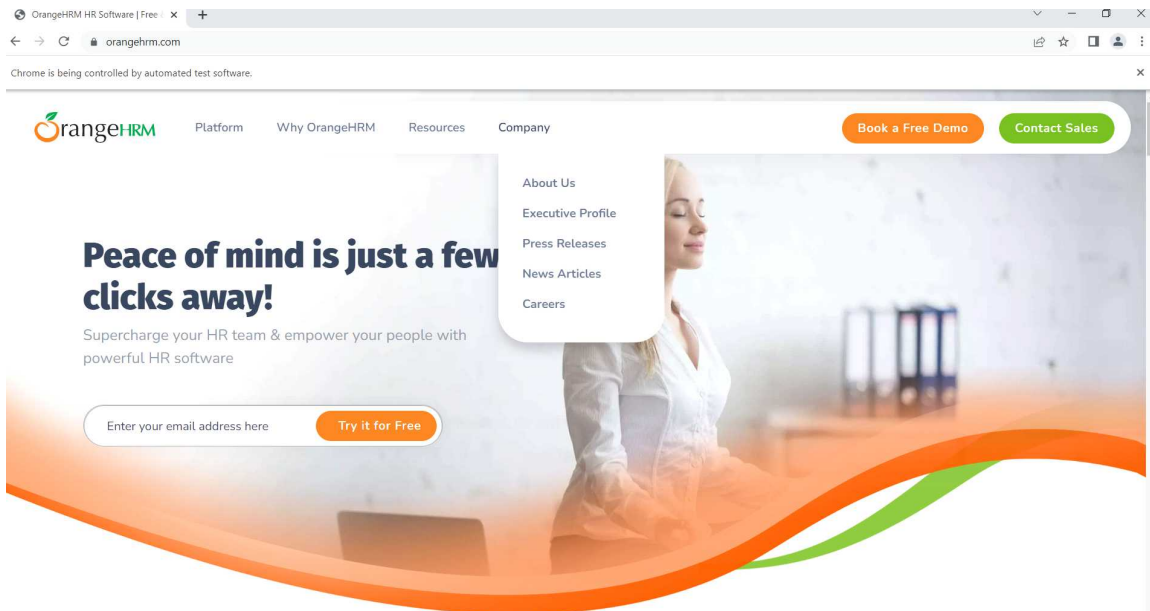 OrangeHRM HR Software | Free
orangehrm.com
Chrome is being controlled by automated test software.
OrangeHRM
Platform
Why OrangeHRM
Resources
Company
Book a Free Demo
Contact Sales
About Us
Executive Profile
Press Releases
News Articles
Careers
Peace of mind is just a few
clicks away!
Supercharge your HR team & empower your people with
powerful HR software
Enter your email address here
Try it for Free